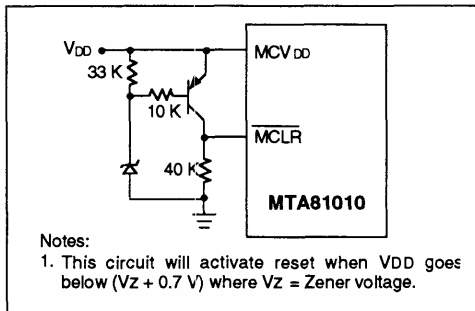 VDD
MCVDD
33 K
10 K
MCLR
40 K
MTA81010
Notes:
1. This circuit will activate reset when VDD goes
below (Vz + 0.7 V) where Vz = Zener voltage.